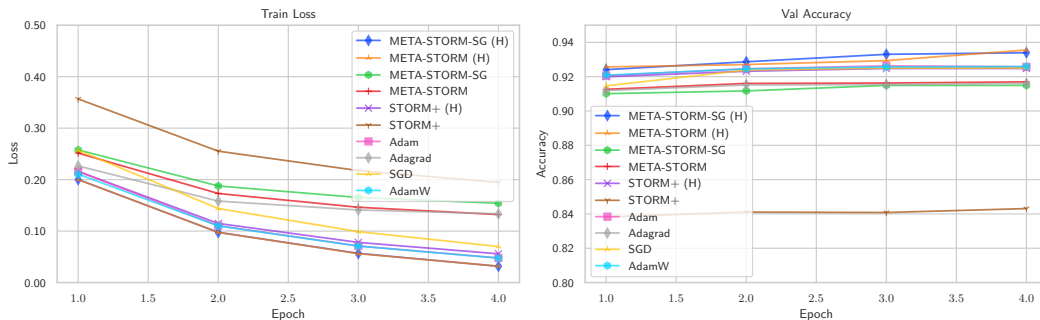 Train Loss
0.50
0.40
0.30
0.20
0.10
0.00
Loss
1.0 1.5 2.0 2.5 3.0 3.5 4.0
Epoch
META-STORM-SG (H)
META-STORM (H)
META-STORM-SG
META-STORM
STORM+ (H)
STORM+
Adam
Adagrad
SGD
AdamW
Val Accuracy
0.94
0.92
0.90
0.88
0.86
0.84
0.82
0.80
Accuracy
1.0 1.5 2.0 2.5 3.0 3.5 4.0
Epoch
META-STORM-SG (H)
META-STORM (H)
META-STORM-SG
META-STORM
STORM+ (H)
STORM+
Adam
Adagrad
SGD
AdamW